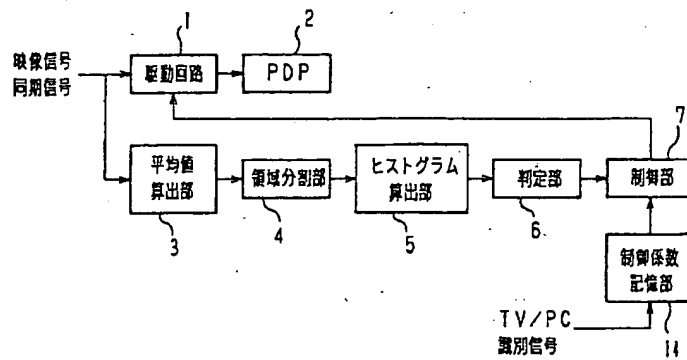 1
2
映像信号
同期信号
駆動回路
PDP
7
平均値
算出部
領域分割部
ヒストグラム
算出部
判定部
制御部
3
4
5
6
制御係数
記憶部
TV/PC
識別信号
14